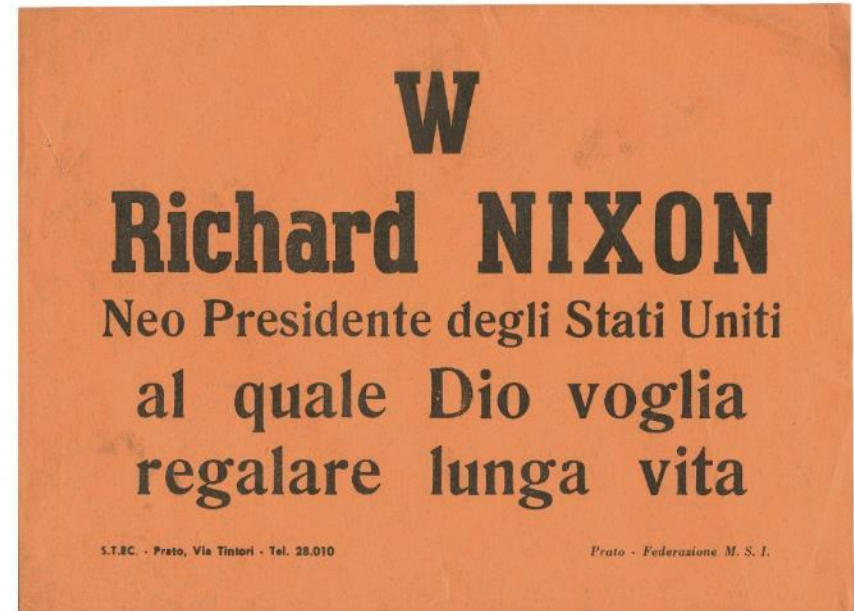 W
Richard NIXON
Neo Presidente degli Stati Uniti
al quale Dio voglia
regalare lunga vita
S.T.EC. - Prato, Via Tintori - Tel. 28.010
Prato - Federazione M. S. I.